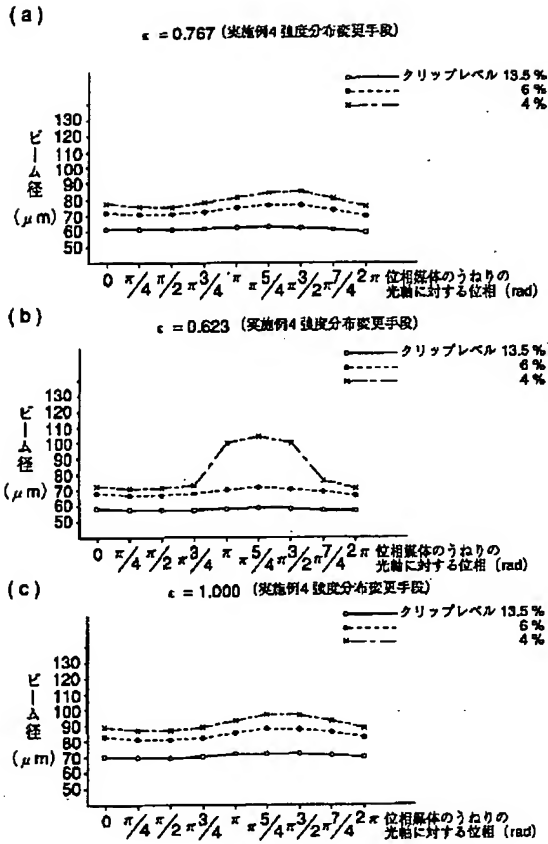 (a)
ε = 0.767 (実施例4 強度分布変更手段)
クリップレベル 13.5 %
6 %
4 %
130
120
110
100
90
80
70
60
50
ビーム径
(μm)
0 π/4 π/2 π3/4 π π5/4 π3/2 π7/4 2π
位相媒体のうねりの
光軸に対する位相 (rad)
(b)
ε = 0.623 (実施例4 強度分布変更手段)
クリップレベル 13.5 %
6 %
4 %
130
120
110
100
90
80
70
60
50
ビーム径
(μm)
0 π/4 π/2 π3/4 π π5/4 π3/2 π7/4 2π
位相媒体のうねりの
光軸に対する位相 (rad)
(c)
ε = 1.000 (実施例4 強度分布変更手段)
クリップレベル 13.5 %
6 %
4 %
130
120
110
100
90
80
70
60
50
ビーム径
(μm)
0 π/4 π/2 π3/4 π π5/4 π3/2 π7/4 2π
位相媒体のうねりの
光軸に対する位相 (rad)